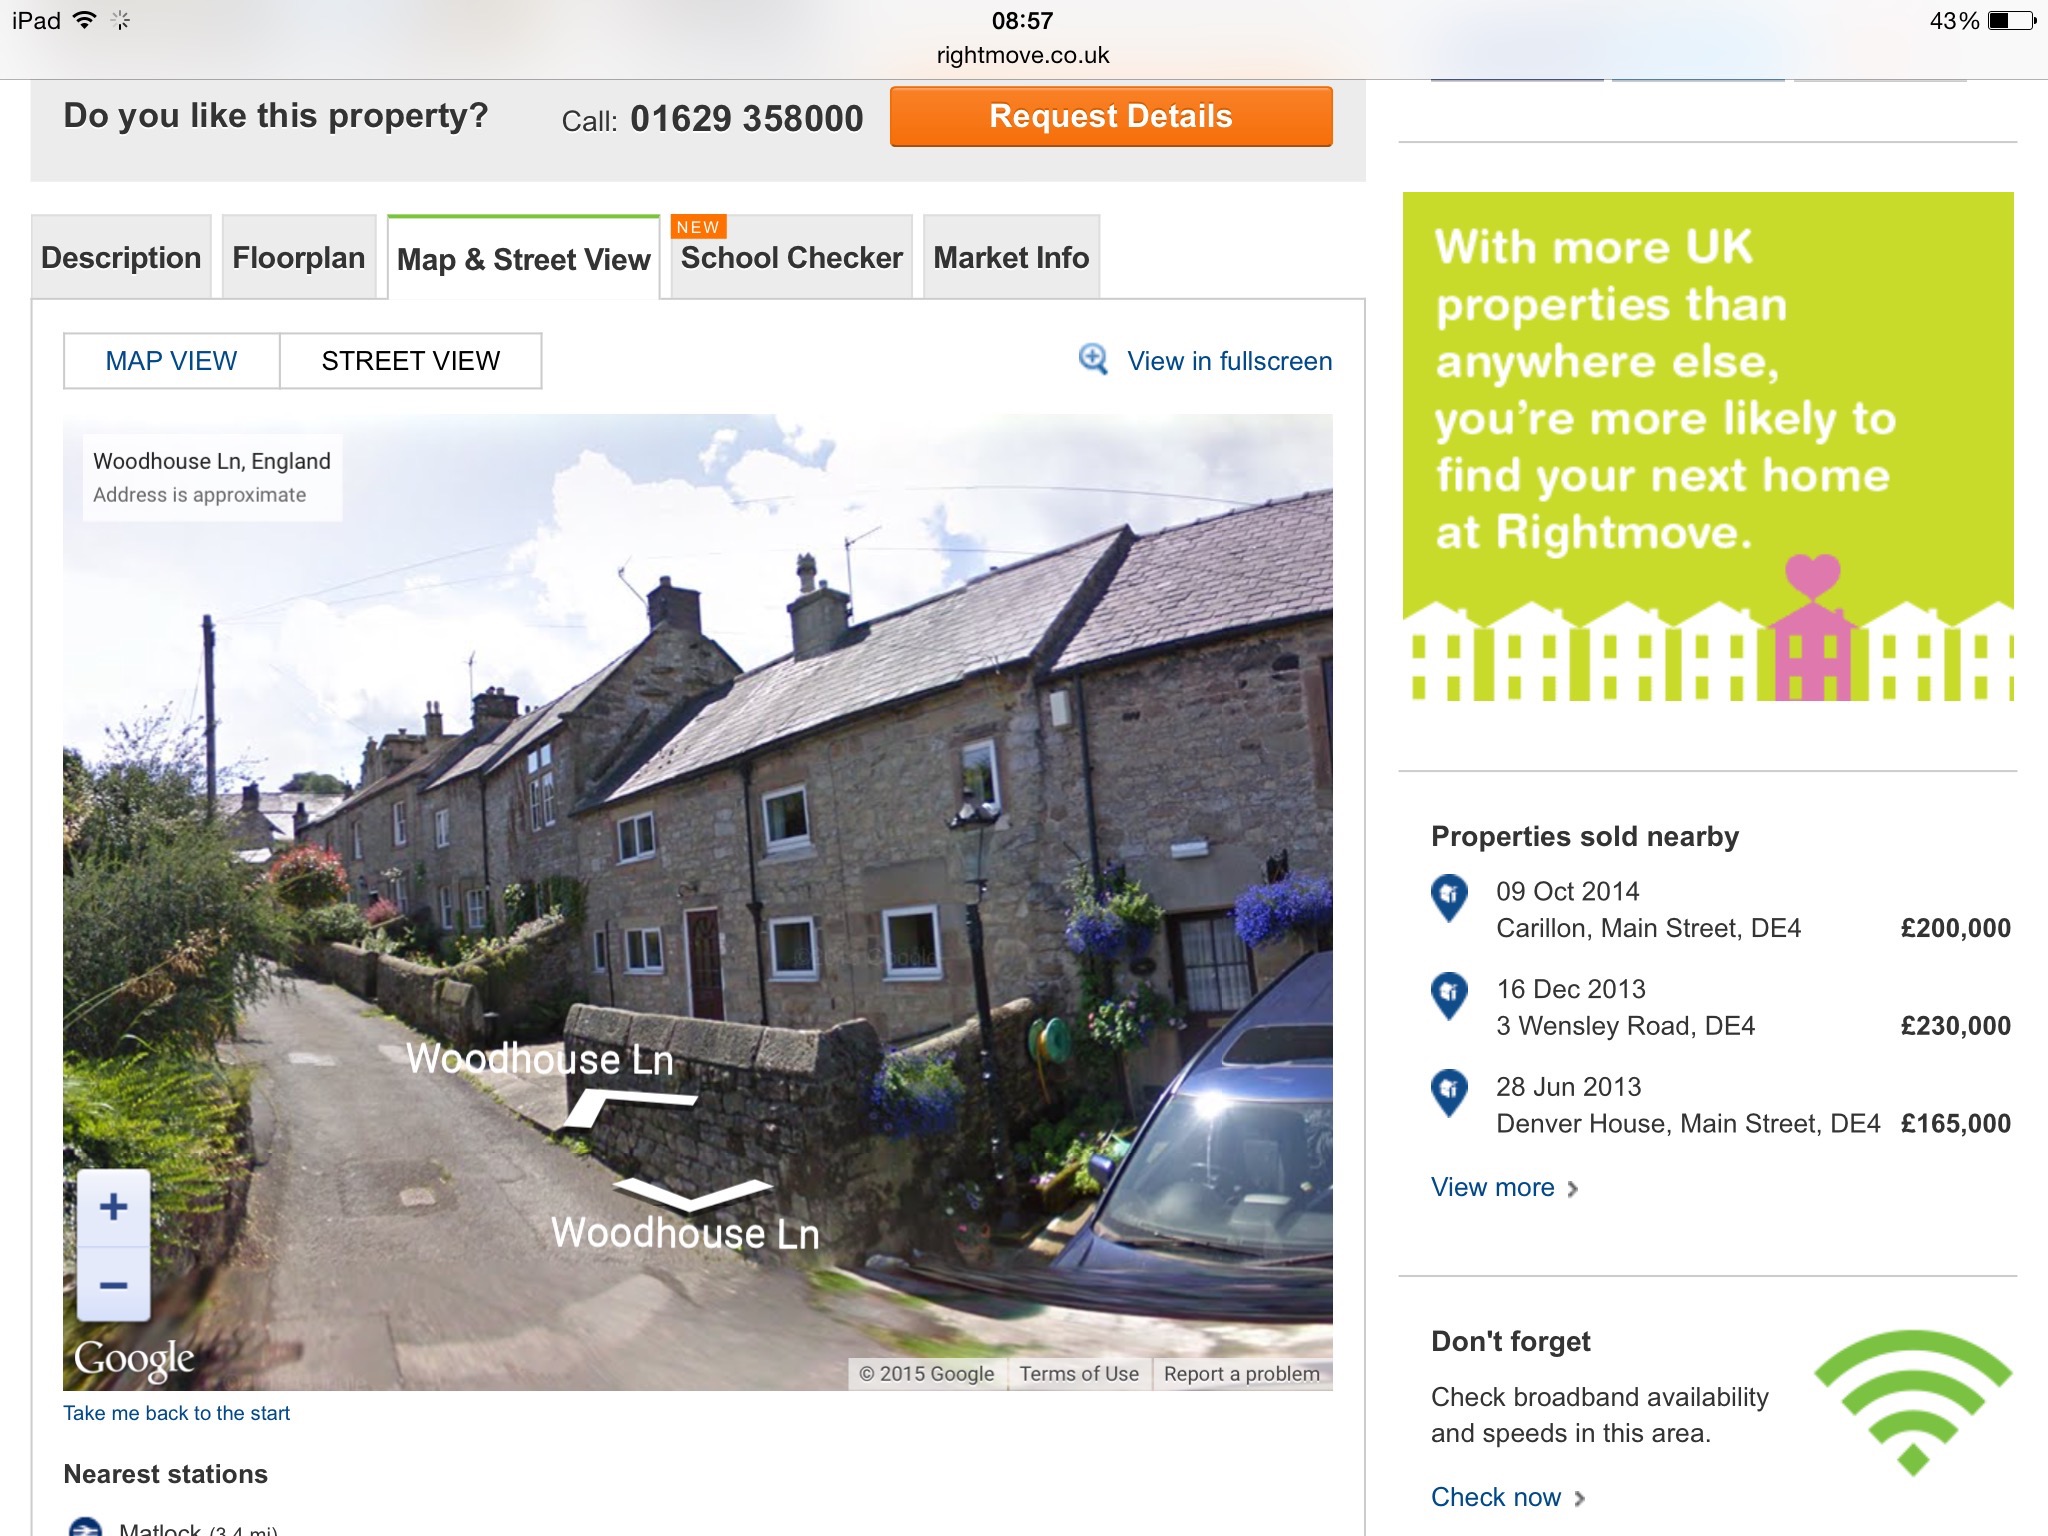 iPad
08:57
43%
rightmove.co.uk
Do you like this property?
Call: 01629 358000
Request Details
Description
Floorplan
Map & Street View
NEW
School Checker
Market Info
MAP VIEW
STREET VIEW
View in fullscreen
Woodhouse Ln, England
Address is approximate
Woodhouse Ln
Woodhouse Ln
+
−
Google
© 2015 Google
Terms of Use
Report a problem
Take me back to the start
Nearest stations
Matlock (3.4 mi)
With more UK
properties than
anywhere else,
you're more likely to
find your next home
at Rightmove.
Properties sold nearby
09 Oct 2014
Carillon, Main Street, DE4 £200,000
16 Dec 2013
3 Wensley Road, DE4 £230,000
28 Jun 2013
Denver House, Main Street, DE4 £165,000
View more
Don't forget
Check broadband availability
and speeds in this area.
Check now